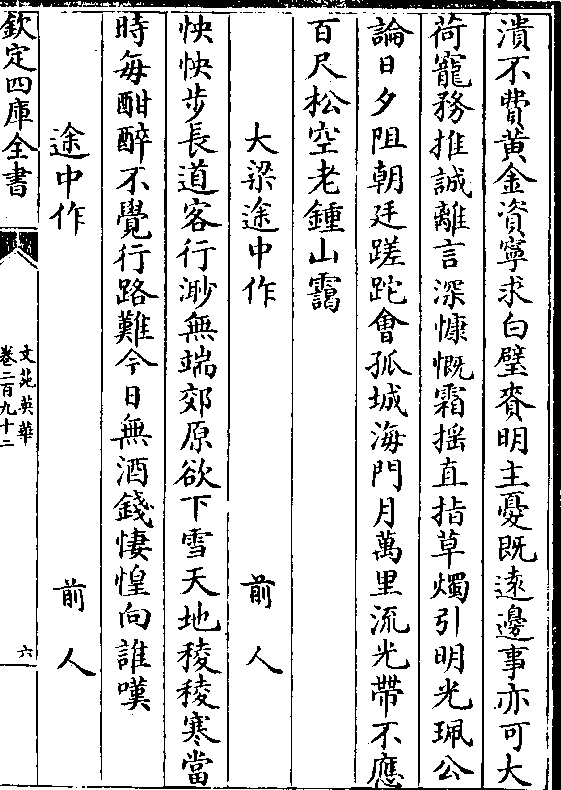 潰不費黄金資寧求白璧賚明主憂既逺邊事亦可大
荷寵務推誠離言深慷慨霜摇直指草燭引明光珮公
論日夕阻朝廷蹉跎會孤城海門月萬里流光帶不應
百尺松空老鍾山靄
大梁途中作
前人
怏怏步長道客行渺無端郊原欲下雪天地稜稜寒當
時每酣醉不覺行路難今日無酒錢悽惶向誰嘆
途中作
前人
欽定四庫全書
文苑英華
卷二百九十二
六